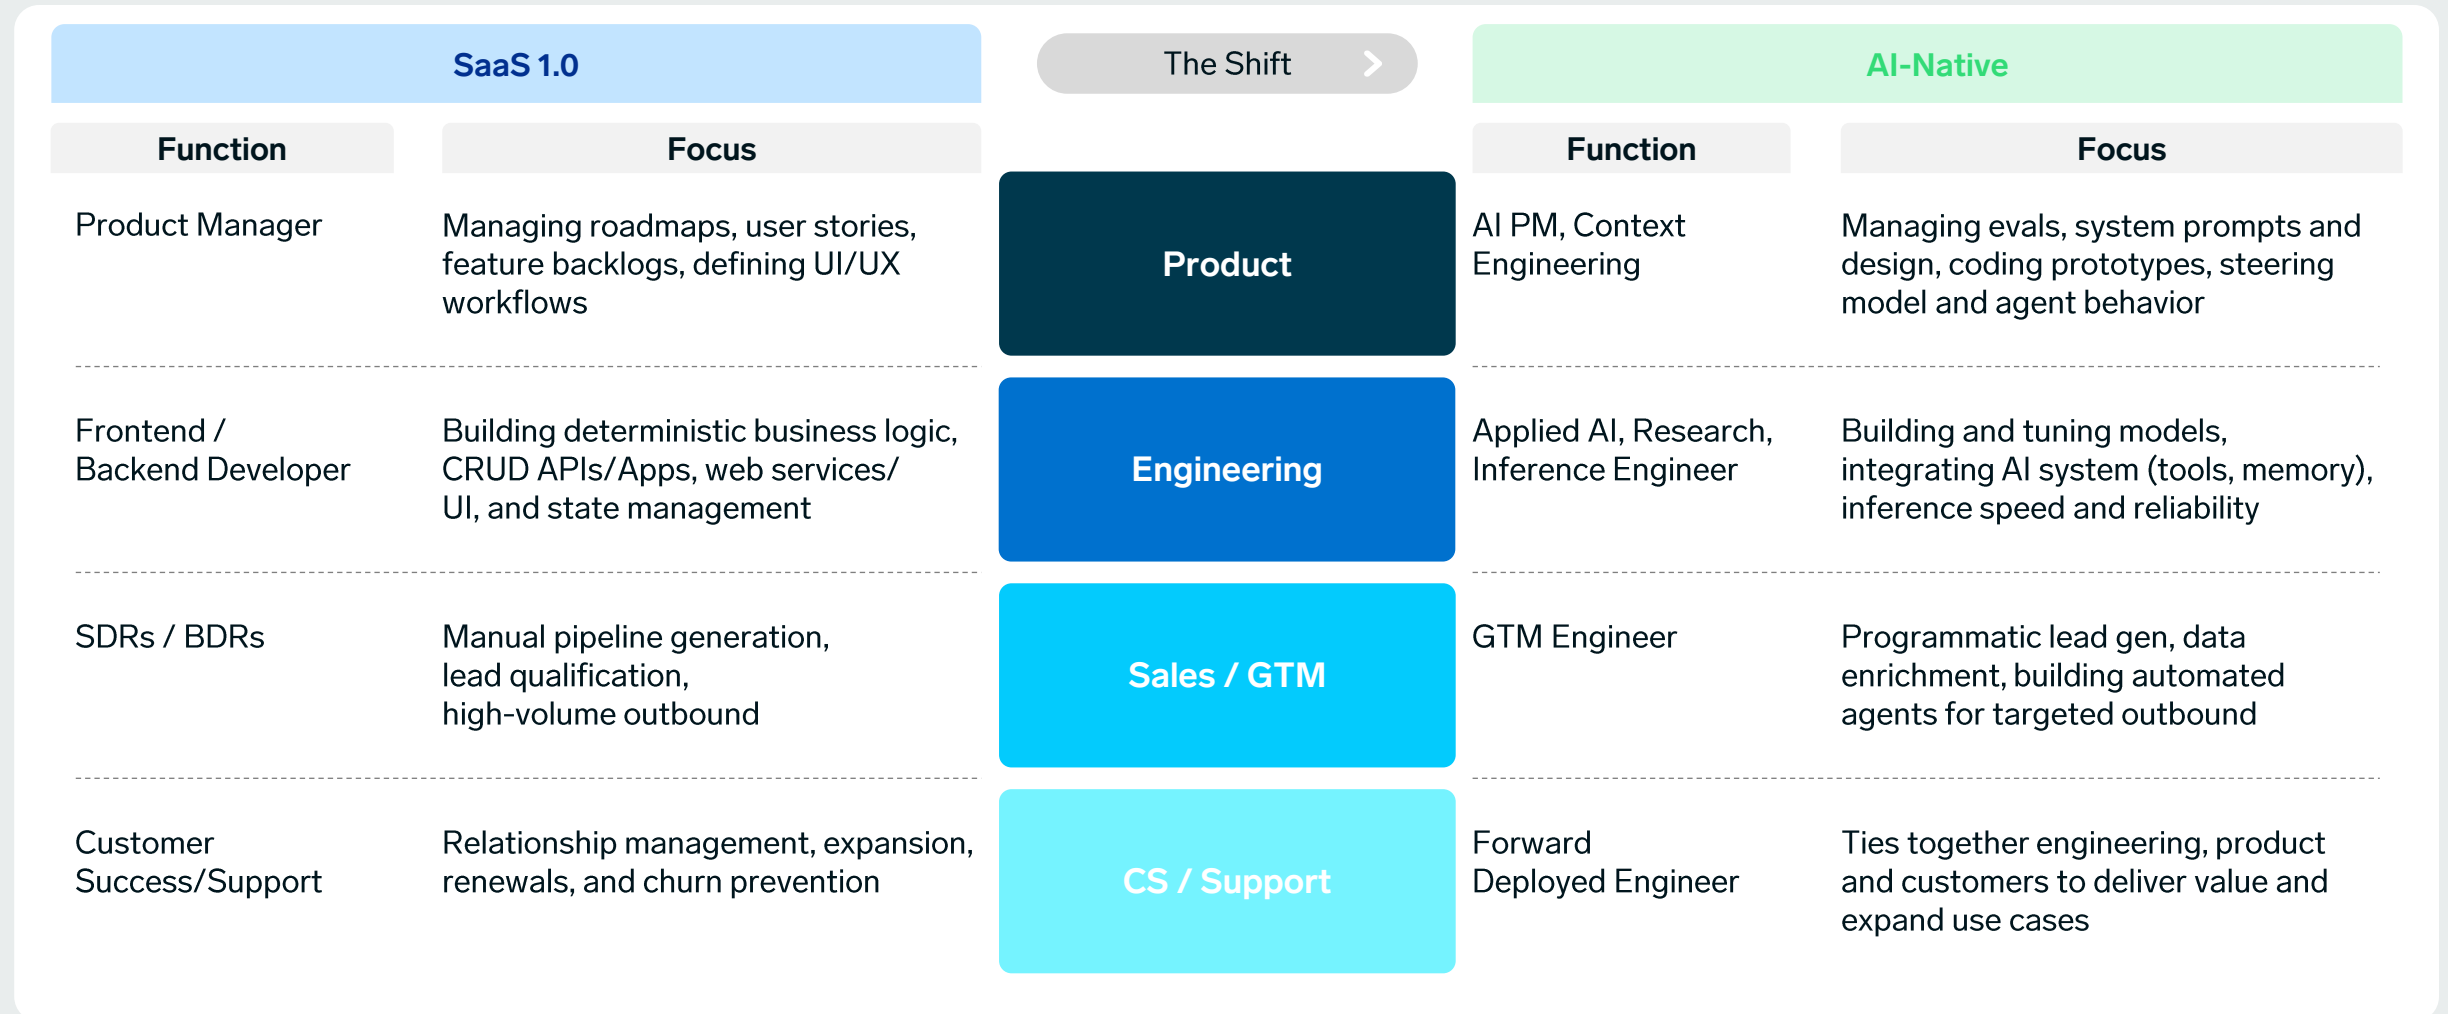 SaaS 1.0
The Shift
AI-Native
Function
Focus
Function
Focus
Product Manager
Managing roadmaps, user stories,
feature backlogs, defining UI/UX
workflows
Product
AI PM, Context
Engineering
Managing evals, system prompts and
design, coding prototypes, steering
model and agent behavior
Frontend /
Backend Developer
Building deterministic business logic,
CRUD APIs/Apps, web services/
UI, and state management
Engineering
Applied AI, Research,
Inference Engineer
Building and tuning models,
integrating AI system (tools, memory),
inference speed and reliability
SDRs / BDRs
Manual pipeline generation,
lead qualification,
high-volume outbound
Sales / GTM
GTM Engineer
Programmatic lead gen, data
enrichment, building automated
agents for targeted outbound
Customer
Success/Support
Relationship management, expansion,
renewals, and churn prevention
CS / Support
Forward
Deployed Engineer
Ties together engineering, product
and customers to deliver value and
expand use cases